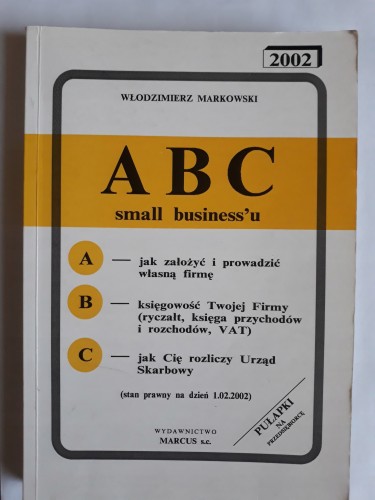 2002
WŁODZIMIERZ MARKOWSKI
ABC
small business'u
A — jak założyć i prowadzić
własną firmę
B — księgowość Twojej Firmy
(ryczałt, księga przychodów
i rozchodów, VAT)
C — jak Cię rozliczy Urząd
Skarbowy
(stan prawny na dzień 1.02.2002)
PUŁAPKI
NA
PRZEDSIĘBIORCĘ
WYDAWNICTWO
MARCUS s.c.